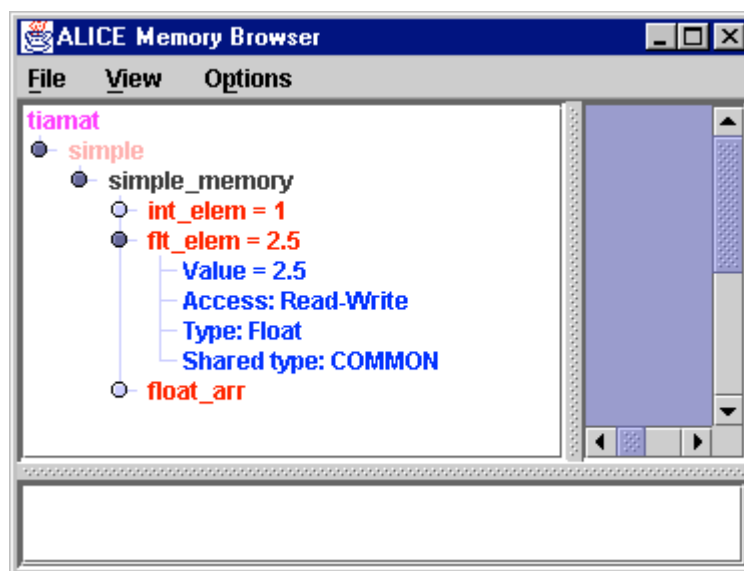 ALICE Memory Browser
File View Options
tiamat
simple
simple_memory
int_elem = 1
flt_elem = 2.5
Value = 2.5
Access: Read-Write
Type: Float
Shared type: COMMON
float_arr